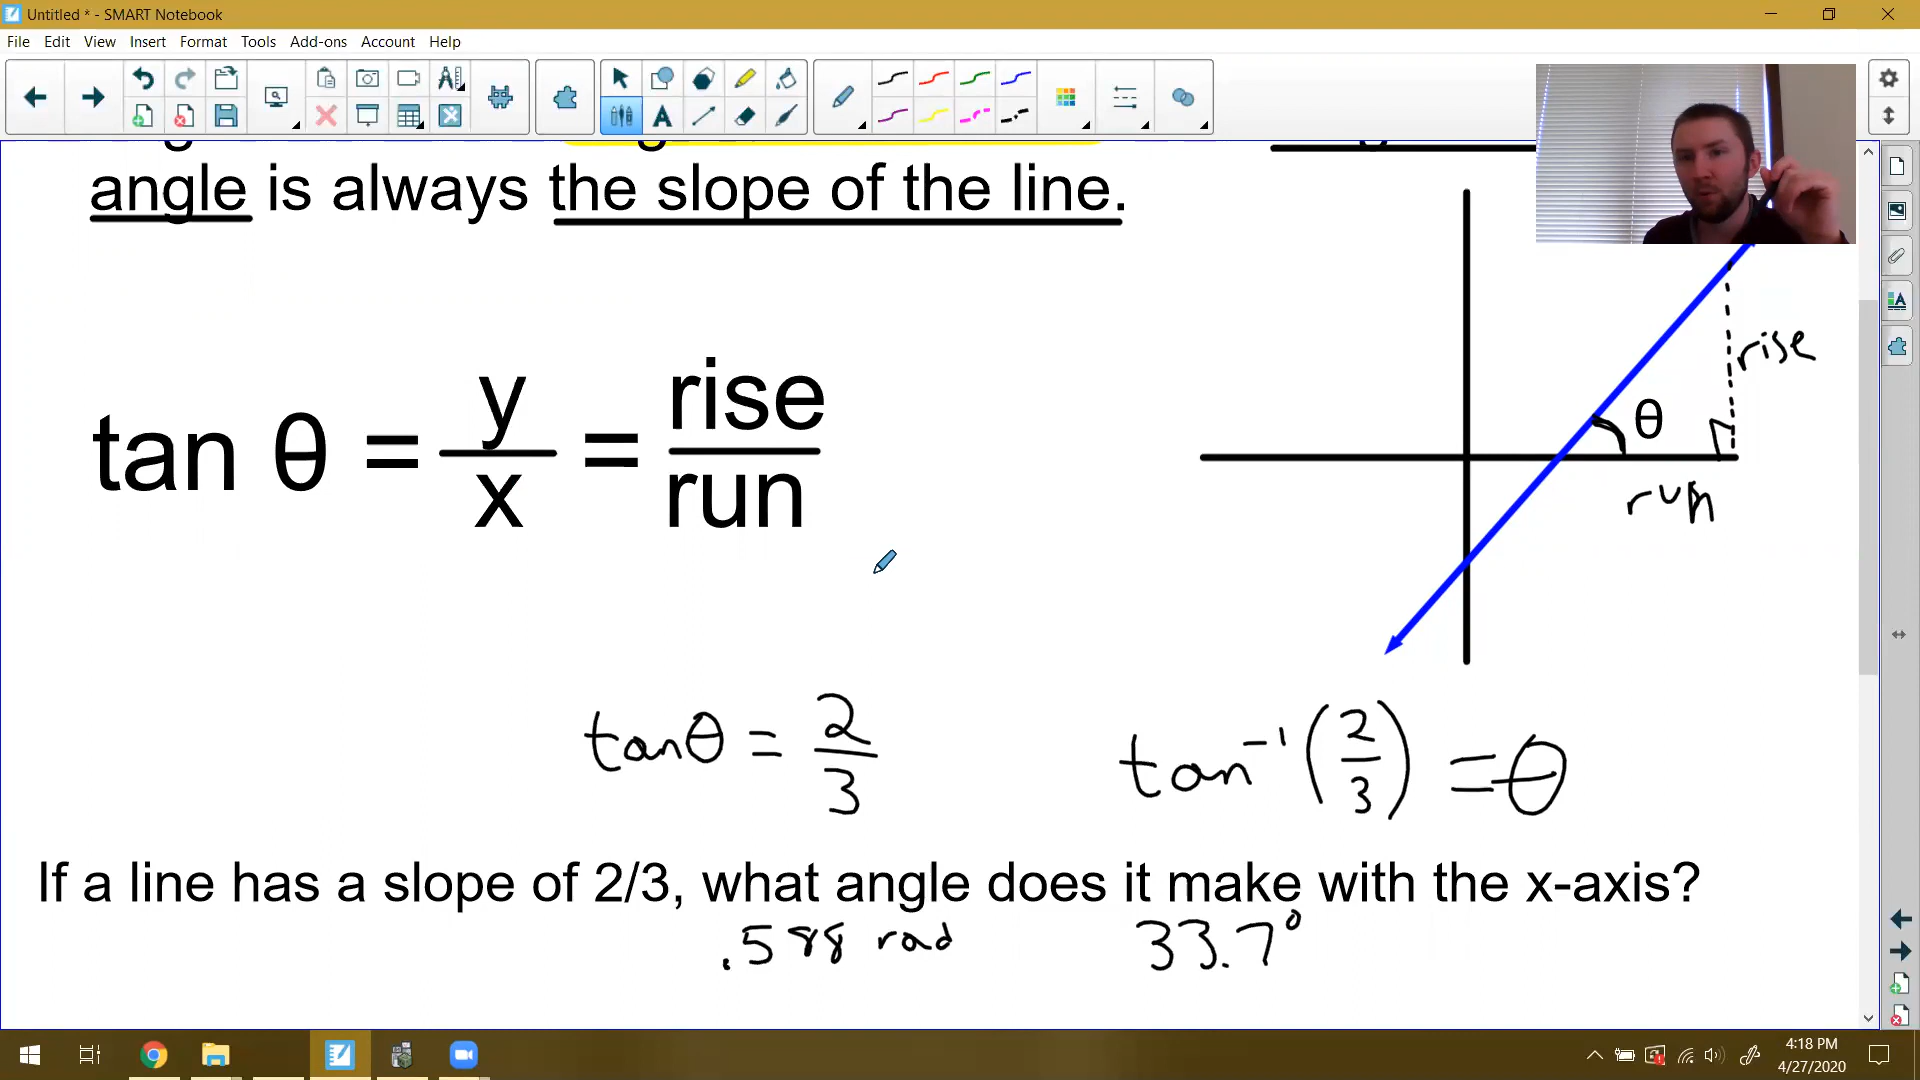 Untitled * - SMART Notebook
File Edit View Insert Format Tools Add-ons Account Help
angle is always the slope of the line.
tan θ = y/x = rise/run
rise
θ
run
tanθ = 2/3
tan⁻¹(2/3) = θ
If a line has a slope of 2/3, what angle does it make with the x-axis?
.588 rad 33.7°
4:18 PM
4/27/2020